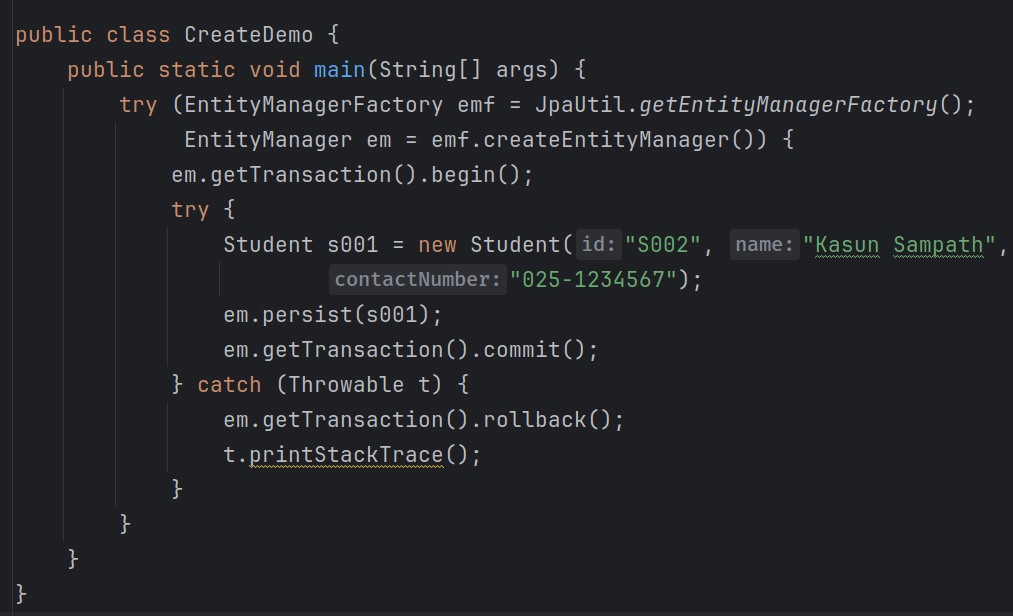 public class CreateDemo {
public static void main(String[] args) {
try (EntityManagerFactory emf = JpaUtil.getEntityManagerFactory();
EntityManager em = emf.createEntityManager()) {
em.getTransaction().begin();
try {
Student s001 = new Student( id: "S002", name: "Kasun Sampath",
contactNumber: "025-1234567");
em.persist(s001);
em.getTransaction().commit();
} catch (Throwable t) {
em.getTransaction().rollback();
t.printStackTrace();
}
}
}
}